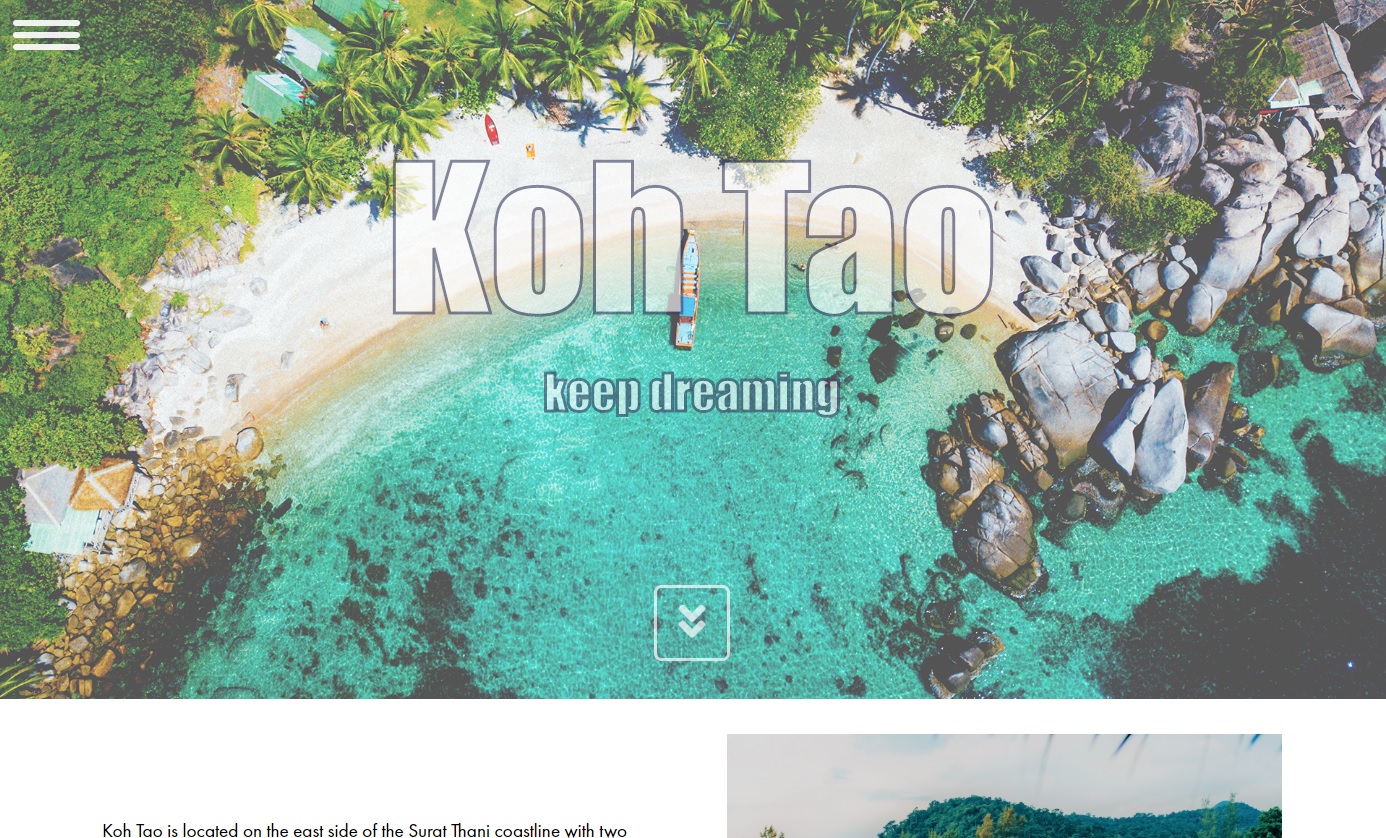 Koh Tao
keep dreaming
Koh Tao is located on the east side of the Surat Thani coastline with two